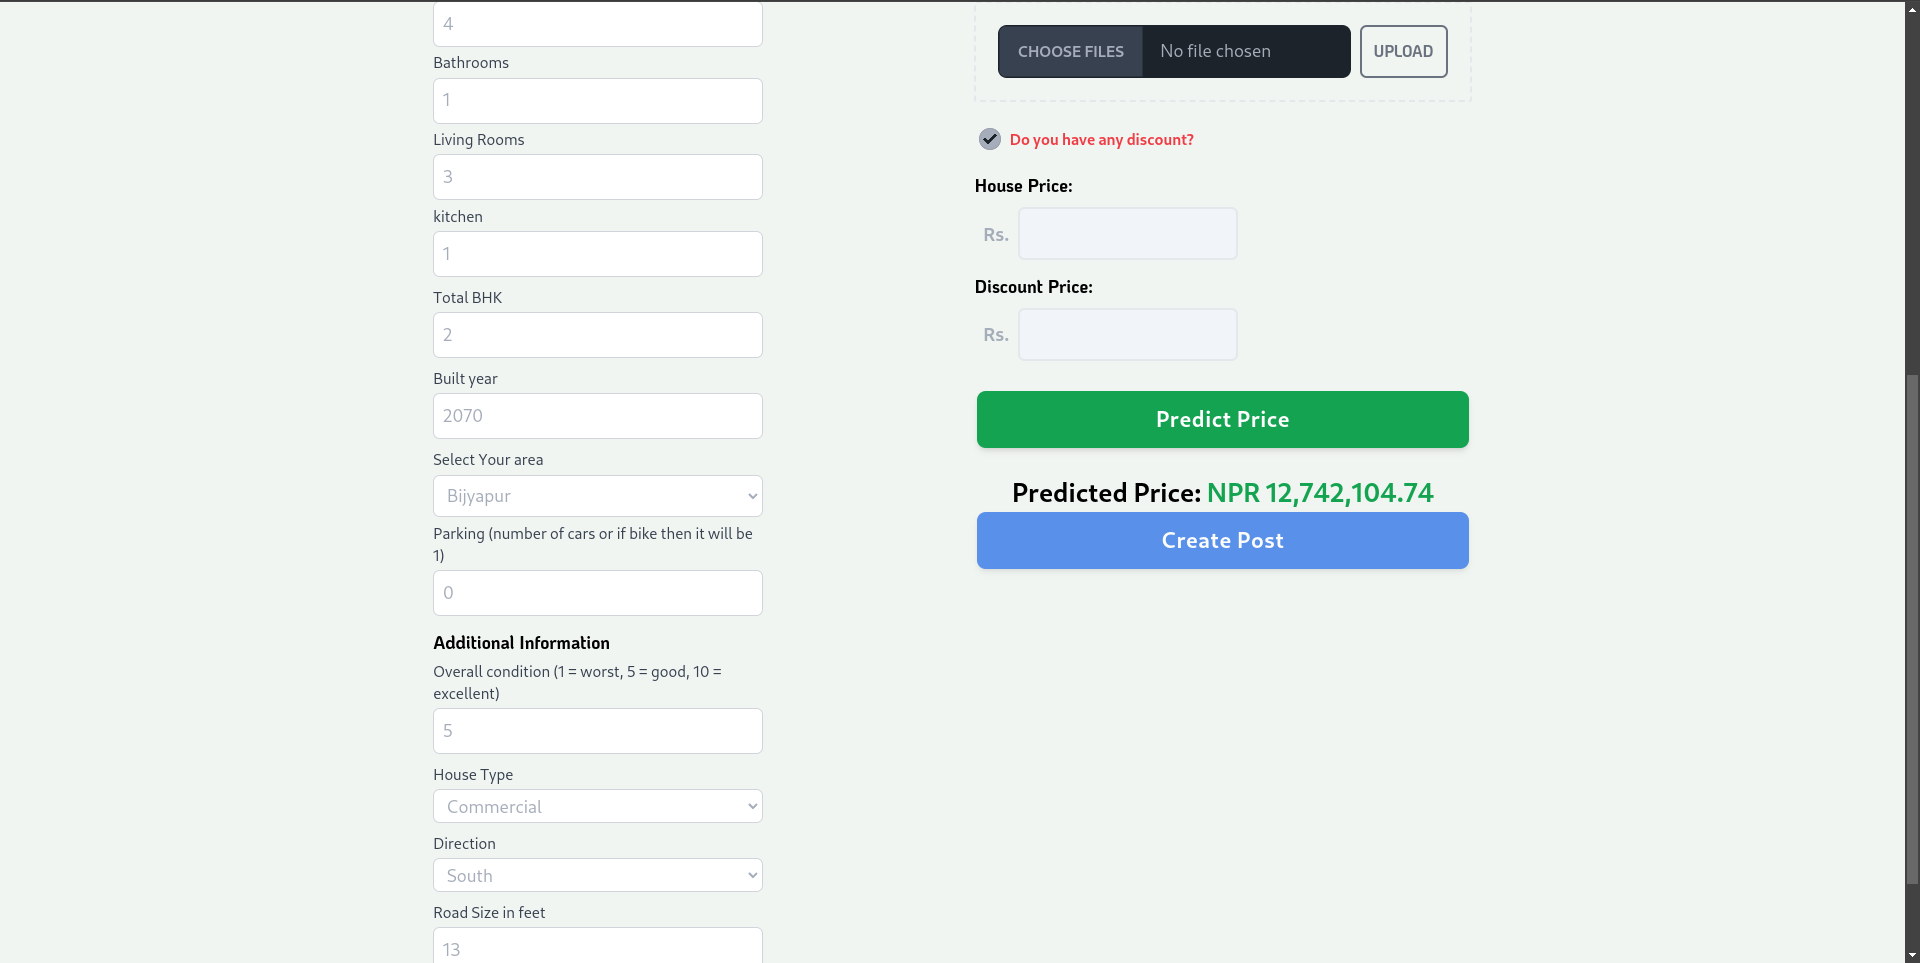 4
Bathrooms
1
Living Rooms
3
kitchen
1
Total BHK
2
Built year
2070
Select Your area
Bijyapur
Parking (number of cars or if bike then it will be
1)
0
Additional Information
Overall condition (1 = worst, 5 = good, 10 =
excellent)
5
House Type
Commercial
Direction
South
Road Size in feet
13
CHOOSE FILES No file chosen UPLOAD
Do you have any discount?
House Price:
Rs.
Discount Price:
Rs.
Predict Price
Predicted Price: NPR 12,742,104.74
Create Post